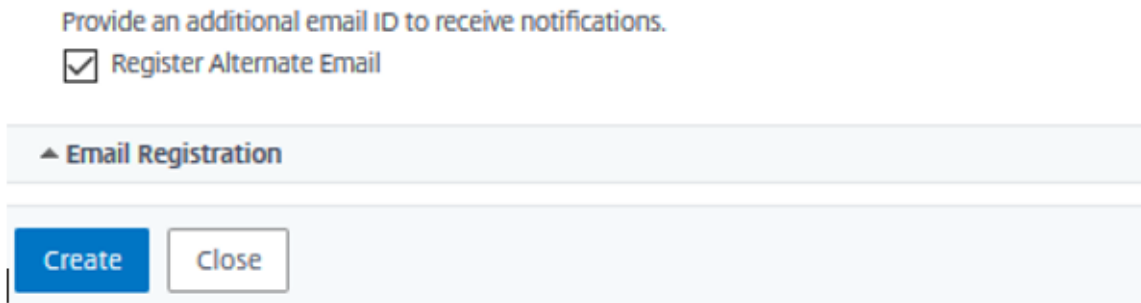 Provide an additional email ID to receive notifications.
Register Alternate Email
Email Registration
Create Close